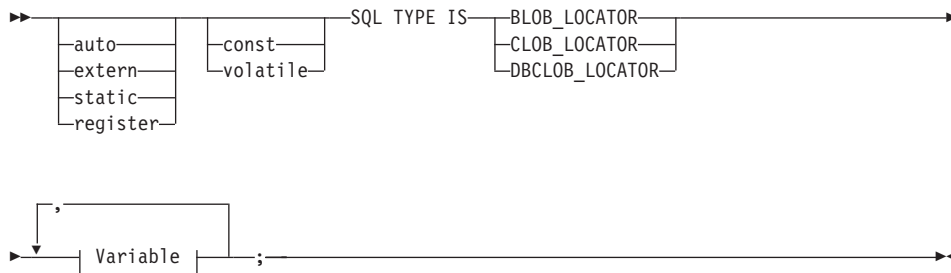 SQL TYPE IS BLOB_LOCATOR
auto const CLOB_LOCATOR
extern volatile DBCLOB_LOCATOR
static
register
,
Variable ;